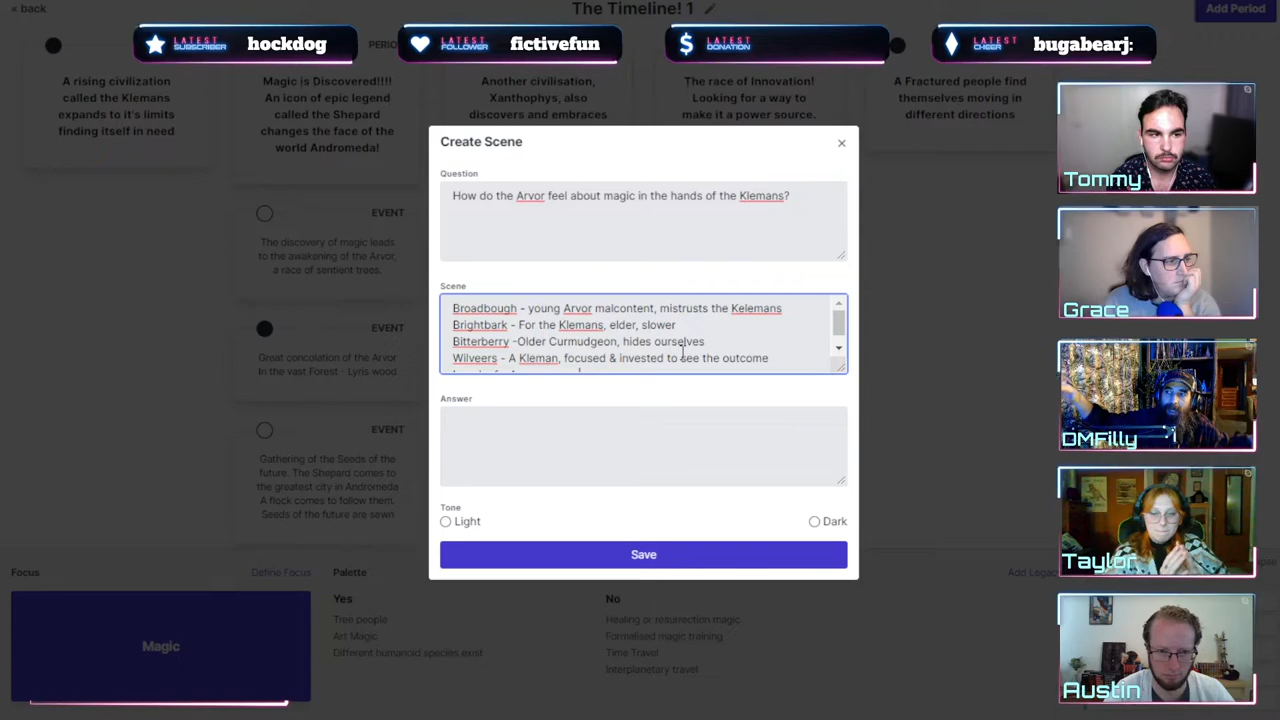 « back
The Timeline! 1
Add Period
LATEST SUBSCRIBER
hockdog
LATEST FOLLOWER
fictivefun
LATEST DONATION
LATEST CHEER
bugabearj:
PERIO
A rising civilization
called the Klemans
expands to it's limits
finding itself in need
Magic is Discovered!!!!
An icon of epic legend
called the Shepard
changes the face of the
world Andromeda!
Another civilisation,
Xanthophys, also
discovers and embraces
The race of Innovation!
Looking for a way to
make it a power source.
A Fractured people find
themselves moving in
different directions
EVENT
The discovery of magic leads
to the awakening of the Arvor,
a race of sentient trees.
EVENT
Great concolation of the Arvor
In the vast Forest - Lyris wood
EVENT
Gathering of the Seeds of the
future. The Shepard comes to
the greatest city in Andromeda
A flock comes to follow them.
Seeds of the future are sewn
Create Scene
×
Question
How do the Arvor feel about magic in the hands of the Klemans?
Scene
Broadbough - young Arvor malcontent, mistrusts the Kelemans
Brightbark - For the Klemans, elder, slower
Bitterberry -Older Curmudgeon, hides ourselves
Wilveers - A Kleman, focused & invested to see the outcome
Answer
Tone
Light
Dark
Save
Focus
Define Focus
Magic
Palette
Yes
Tree people
Art Magic
Different humanoid species exist
No
Healing or resurrection magic
Formalised magic training
Time Travel
Interplanetary travel
Add Legac
Tommy
Grace
DMFilly
Taylor
Austin